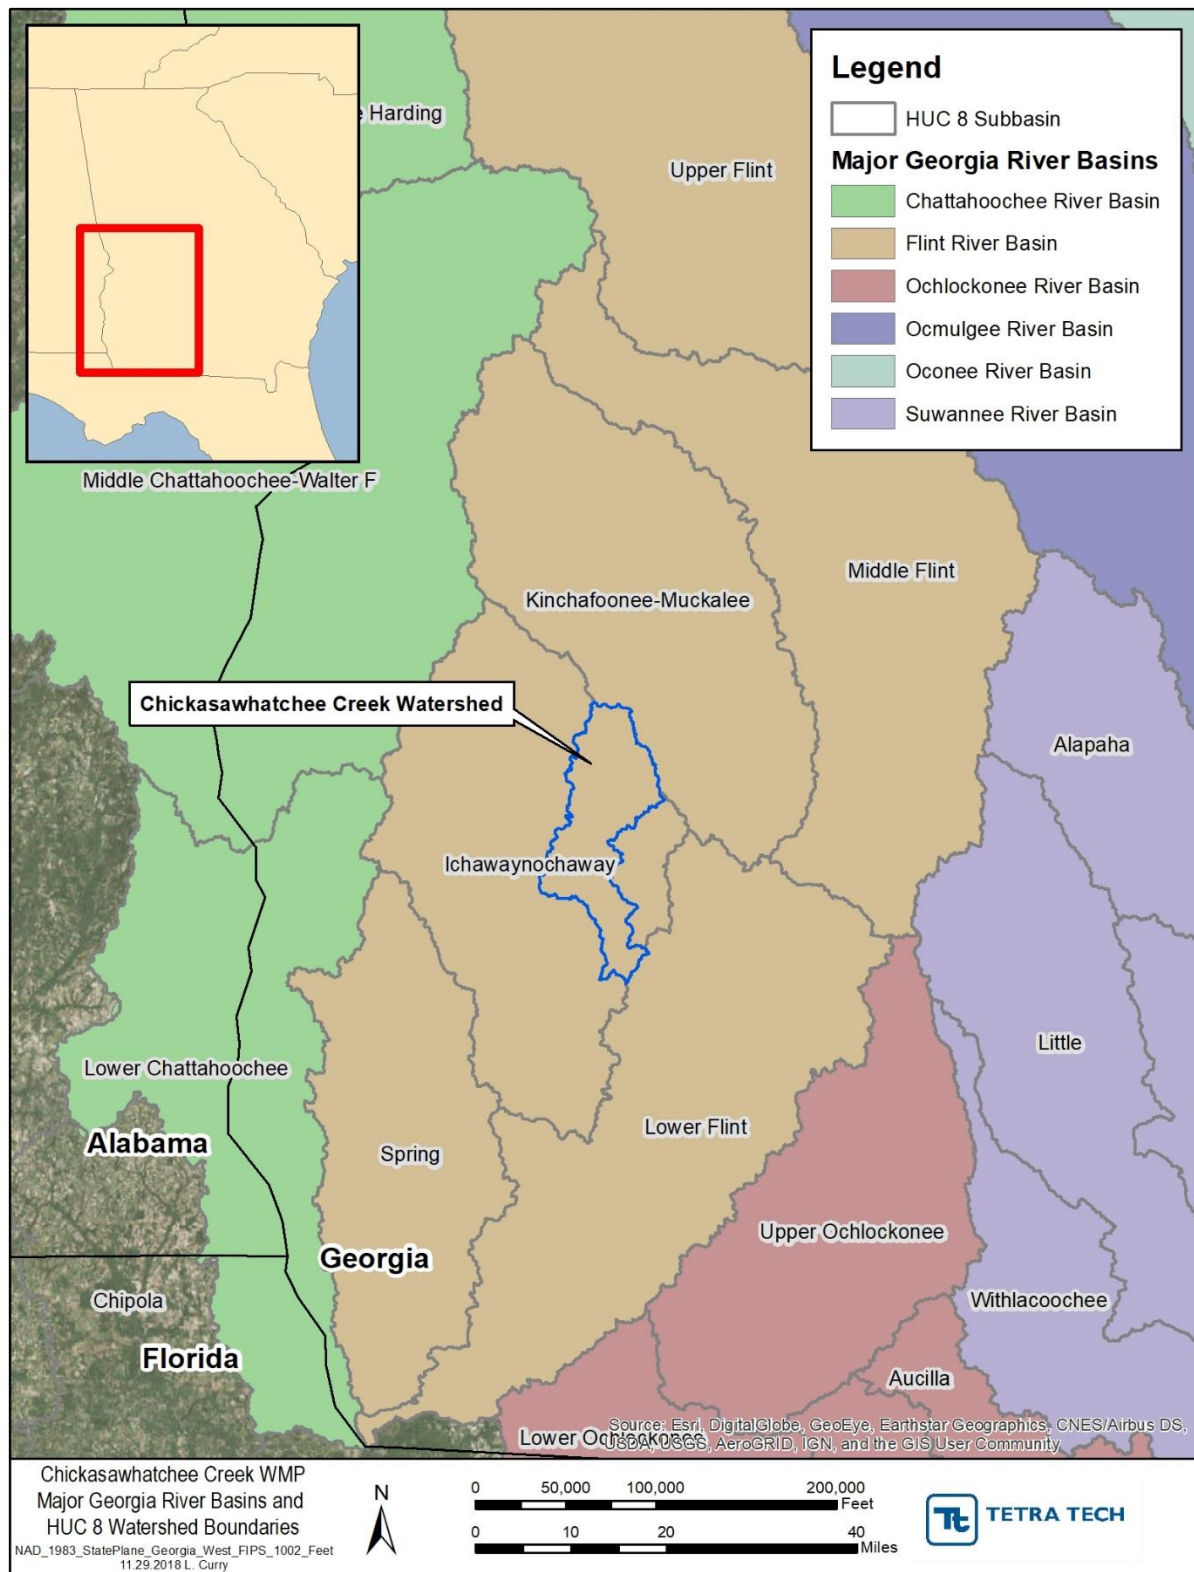 Legend
HUC 8 Subbasin
Major Georgia River Basins
Chattahoochee River Basin
Flint River Basin
Ochlockonee River Basin
Ocmulgee River Basin
Oconee River Basin
Suwannee River Basin
Harding
Upper Flint
Middle Chattahoochee-Walter F
Middle Flint
Kinchafoonee-Muckalee
Chickasawhatchee Creek Watershed
Alapaha
Ichawaynochaway
Little
Lower Chattahoochee
Lower Flint
Alabama
Spring
Upper Ochlockonee
Georgia
Chipola
Withlacoochee
Florida
Aucilla
Lower Ochlockonee
Source: Esri, DigitalGlobe, GeoEye, Earthstar Geographics, CNES/Airbus DS,
USDA, USGS, AeroGRID, IGN, and the GIS User Community
Chickasawhatchee Creek WMP
Major Georgia River Basins and
HUC 8 Watershed Boundaries
NAD_1983_StatePlane_Georgia_West_FIPS_1002_Feet
11.29.2018 L. Curry
N
0 50,000 100,000 200,000
Feet
0 10 20 40
Miles
Tt TETRA TECH